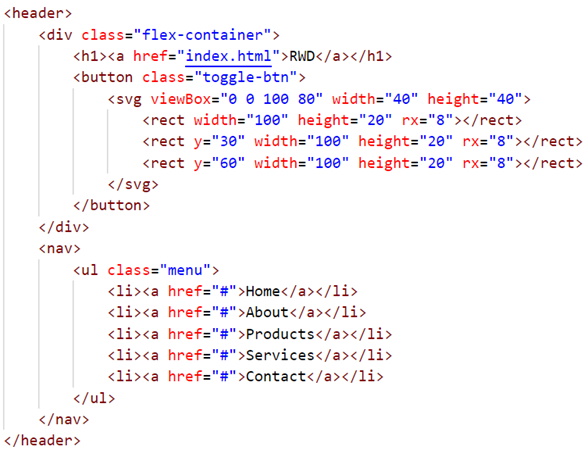 <header>
<div class="flex-container">
<h1><a href="index.html">RWD</a></h1>
<button class="toggle-btn">
<svg viewBox="0 0 100 80" width="40" height="40">
<rect width="100" height="20" rx="8"></rect>
<rect y="30" width="100" height="20" rx="8"></rect>
<rect y="60" width="100" height="20" rx="8"></rect>
</svg>
</button>
</div>
<nav>
<ul class="menu">
<li><a href="#">Home</a></li>
<li><a href="#">About</a></li>
<li><a href="#">Products</a></li>
<li><a href="#">Services</a></li>
<li><a href="#">Contact</a></li>
</ul>
</nav>
</header>